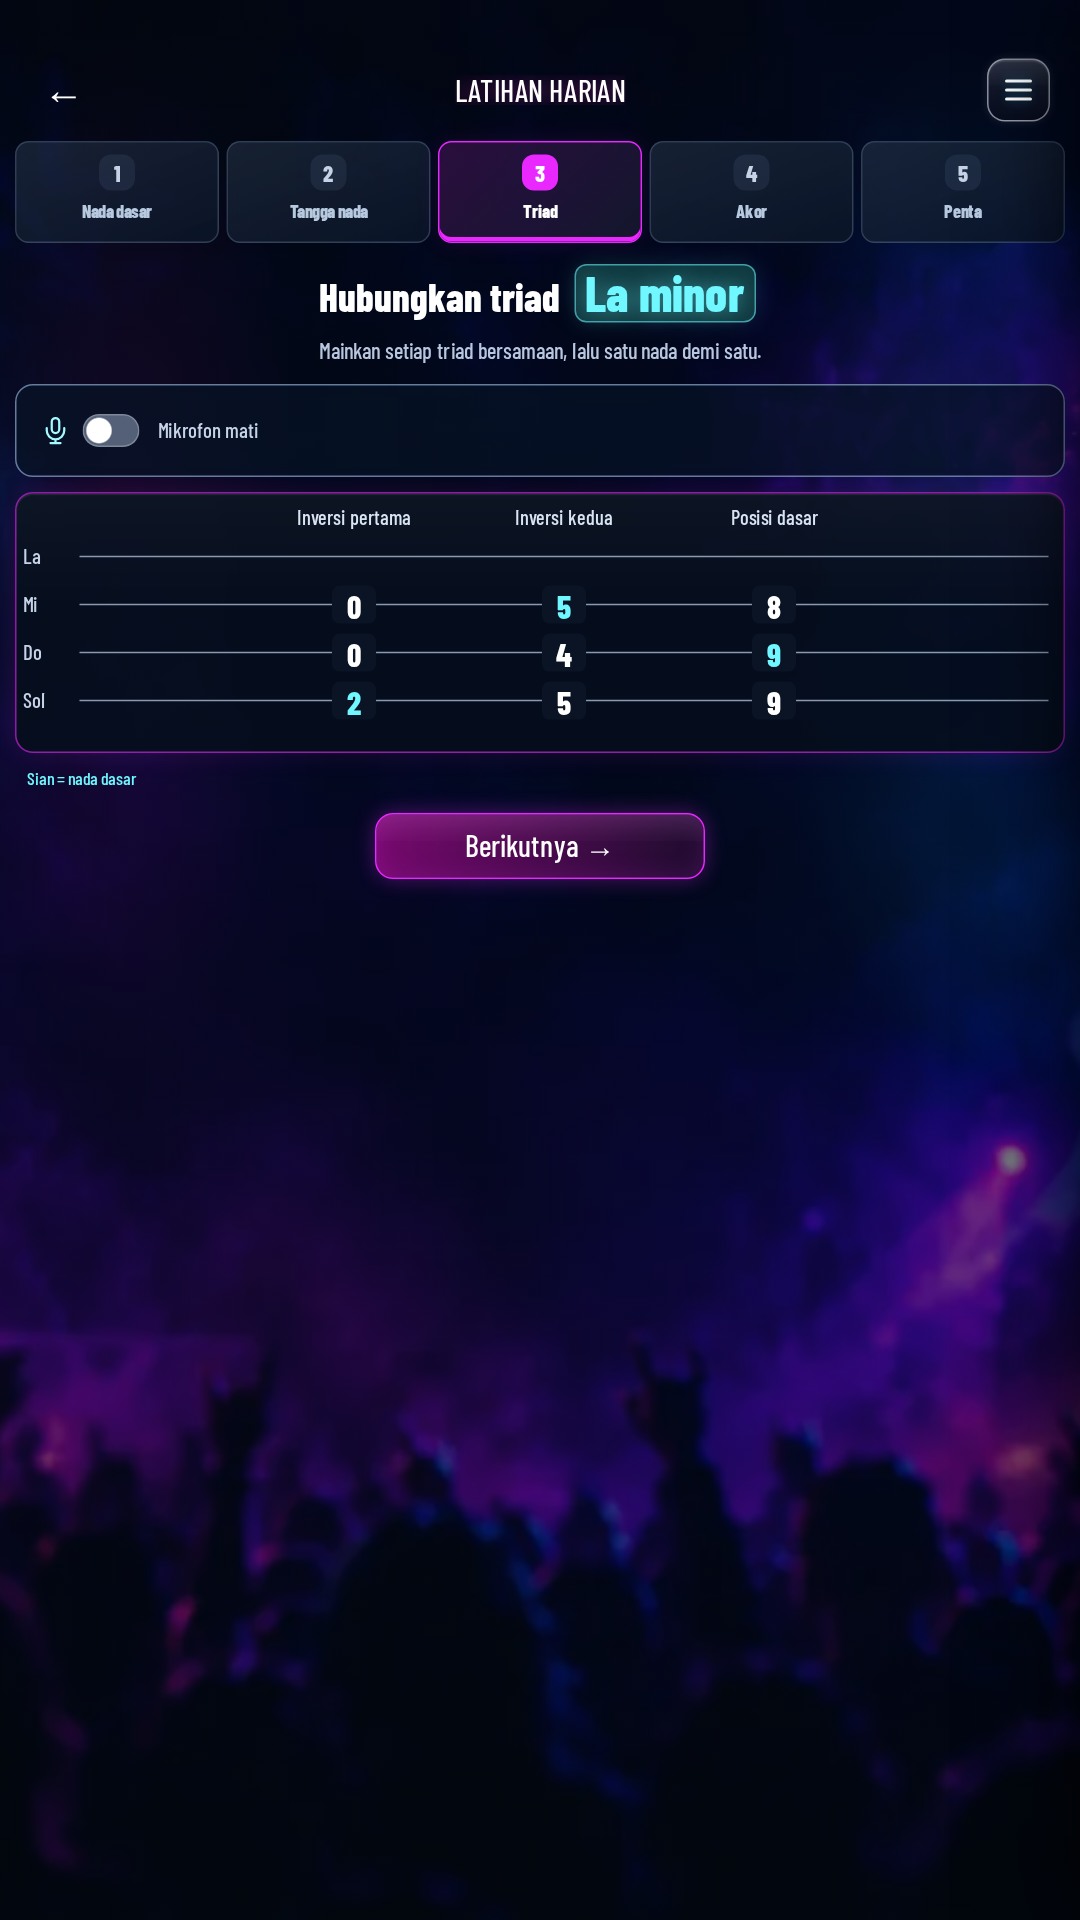 ← LATIHAN HARIAN
1 2 3 4 5
Nada dasar Tangga nada Triad Akor Penta
Hubungkan triad La minor
Mainkan setiap triad bersamaan, lalu satu nada demi satu.
Mikrofon mati
Inversi pertama Inversi kedua Posisi dasar
La
Mi 0 5 8
Do 0 4 9
Sol 2 5 9
Sian = nada dasar
Berikutnya →